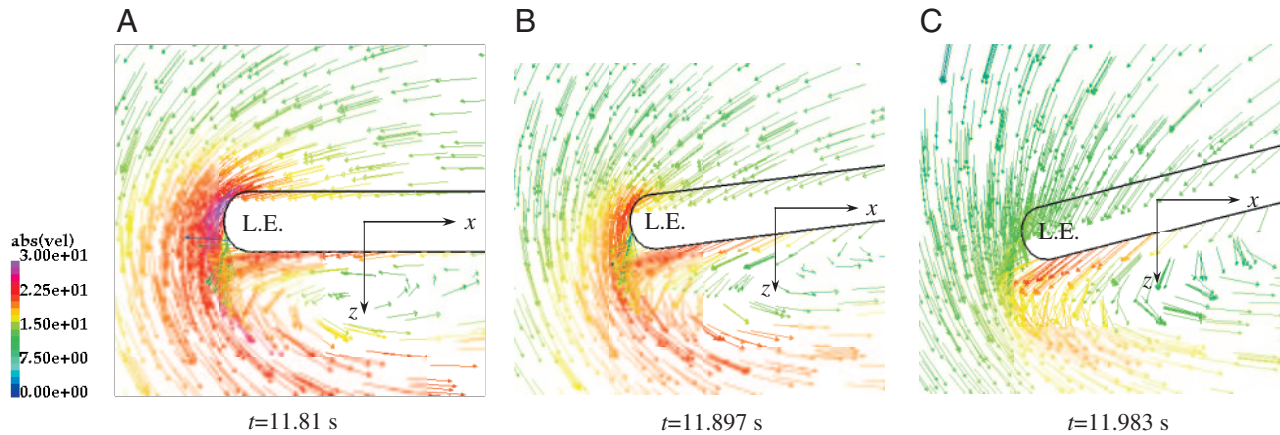 A
B
C
L.E.
x
z
L.E.
x
z
L.E.
x
z
abs(vel)
3.00e+01
2.25e+01
1.50e+01
7.50e+00
0.00e+00
t=11.81 s
t=11.897 s
t=11.983 s